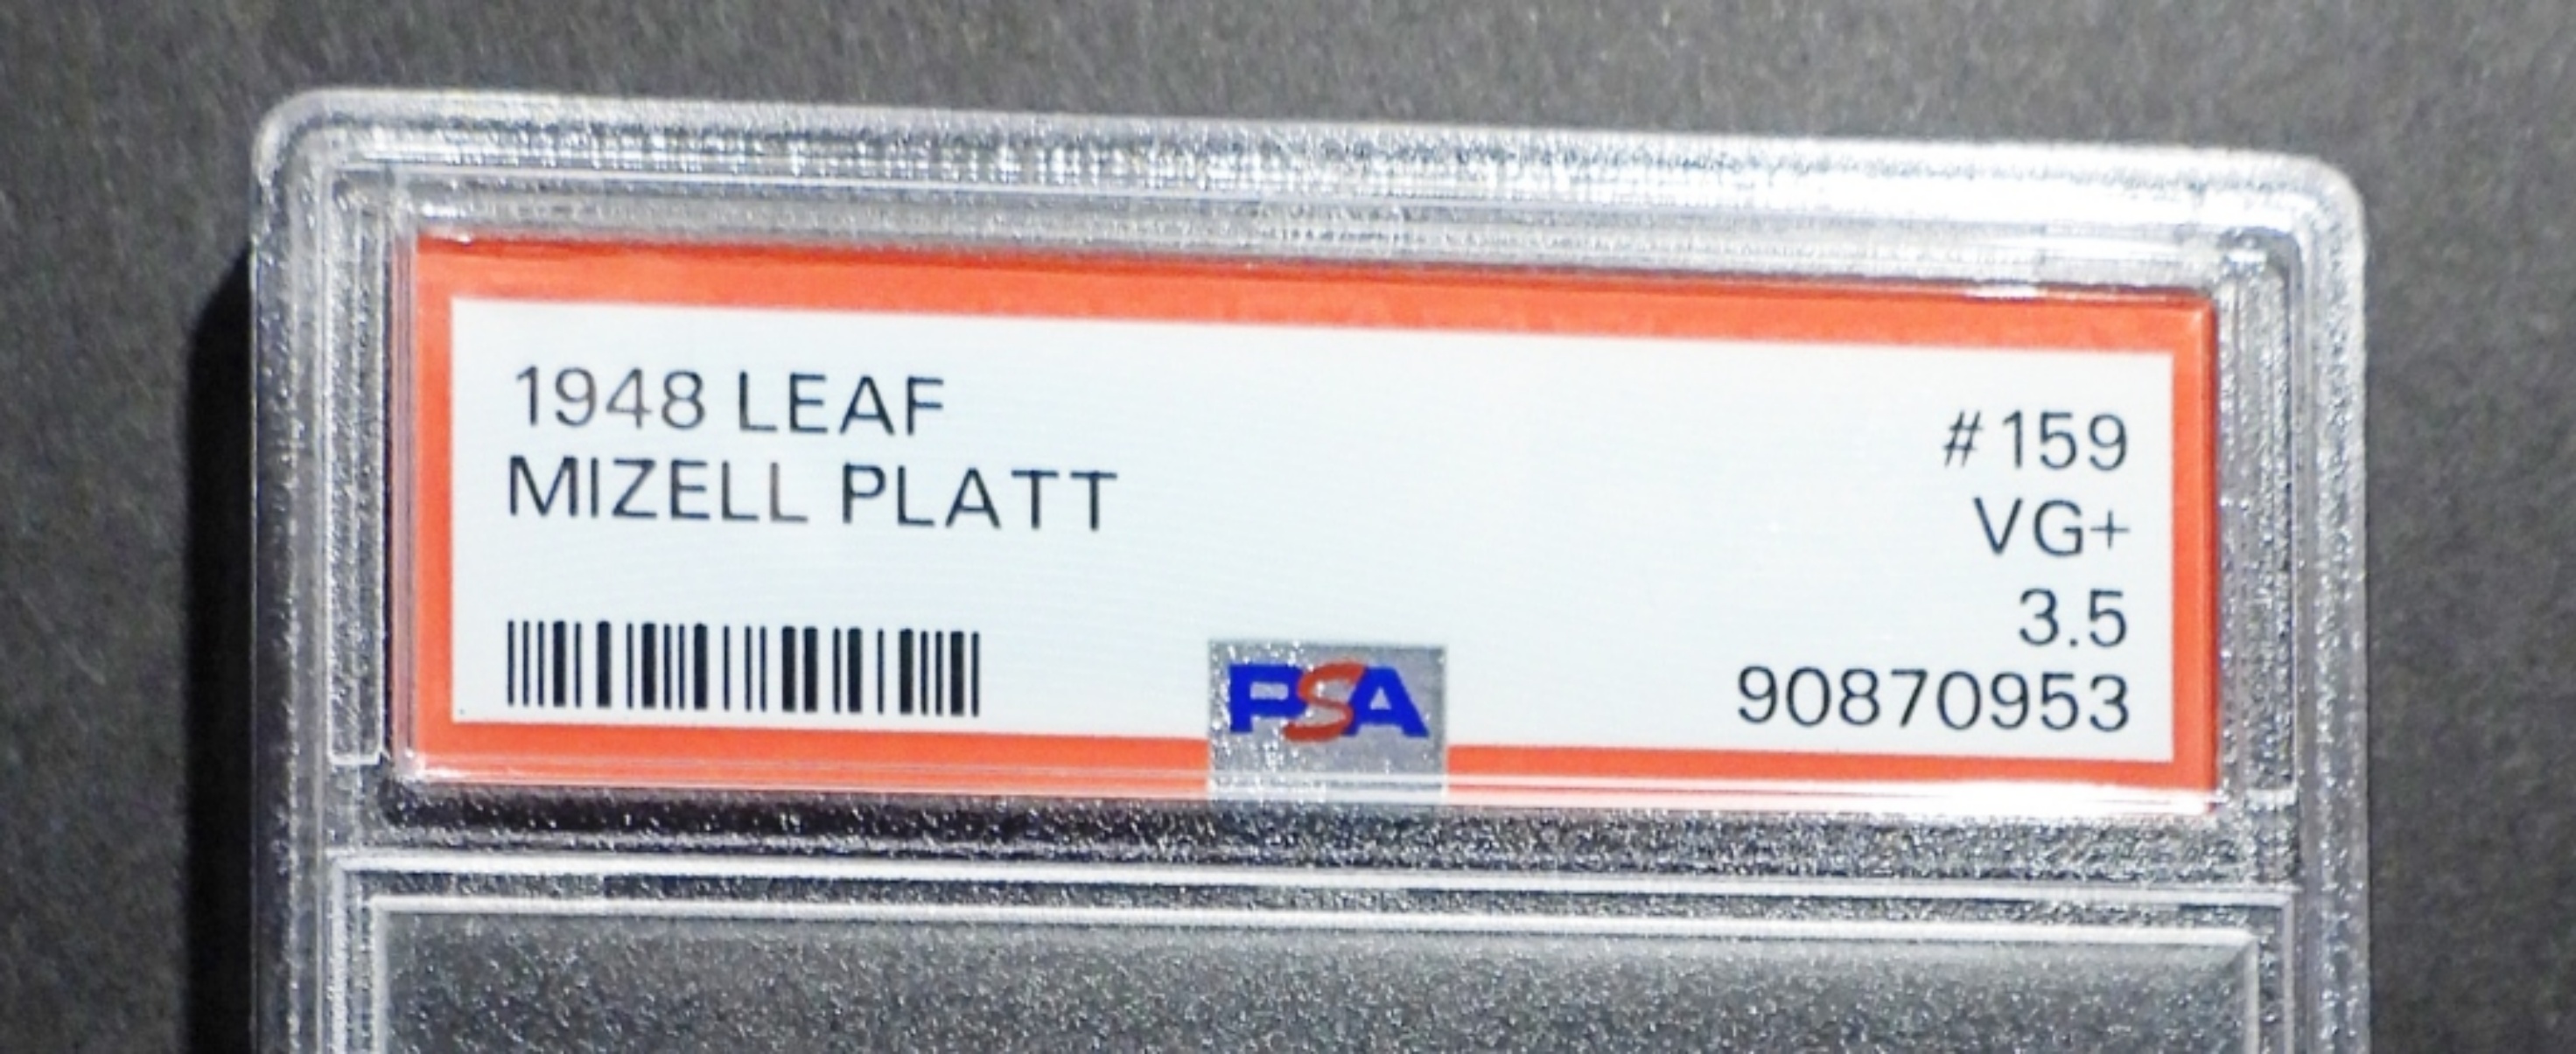 1948 LEAF
MIZELL PLATT
#159
VG+
3.5
90870953
PSA